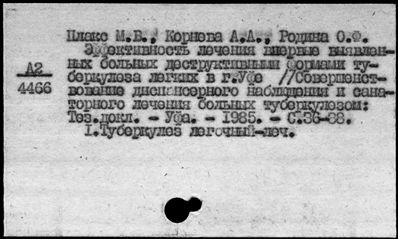 Плакс М.В., Корнева А.А., Родина О.Ф.
Эффективность лечения впервые выявлен-
ных больных деструктивными формами ту-
беркулеза легких в г.Уфе //Совершенст-
вование диспансерного наблюдения и сана-
торного лечения больных туберкулезом:
Тез.докл. - Уфа. - 1985. - С.36-38.
I.Туберкулез легочный-леч.
А2
4466